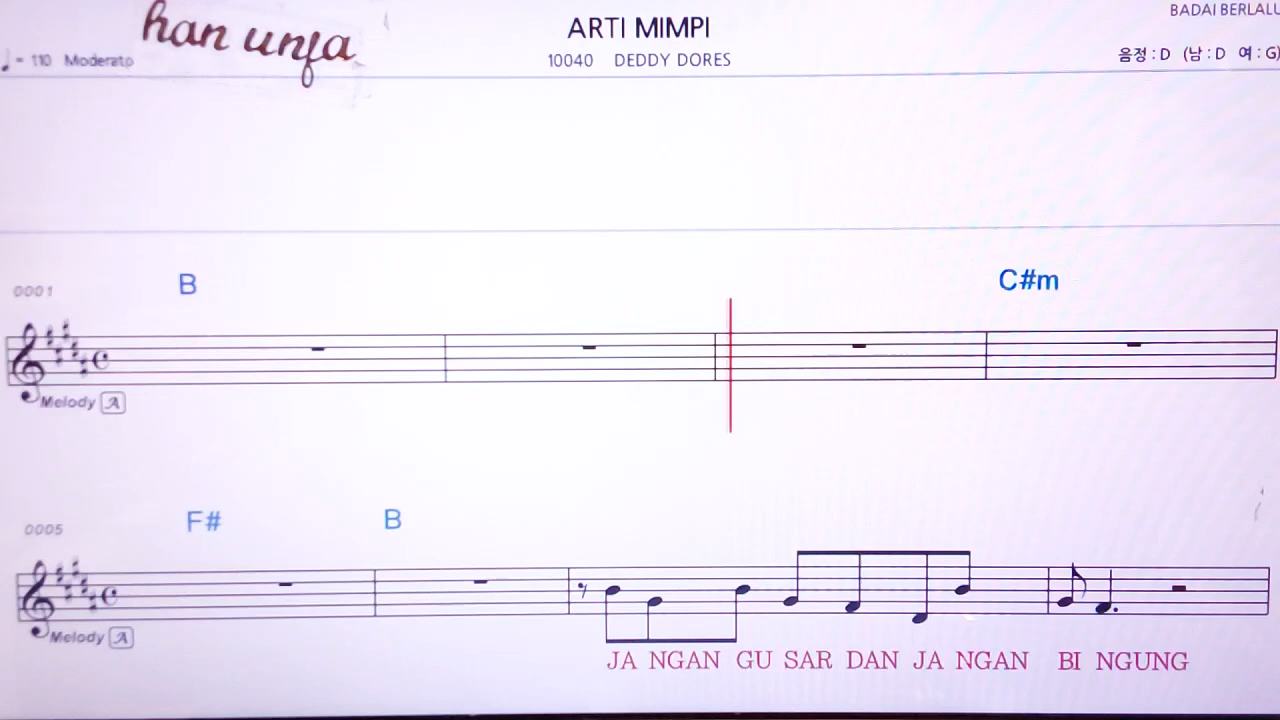 han unja
ARTI MIMPI
BADAI BERLALU
♩= 110 Moderato
10040 DEDDY DORES
음정 : D (남 : D 여 : G)
0001
B
C#m
Melody A
0005
F#
B
Melody A
JA NGAN GU SAR DAN JA NGAN BI NGUNG